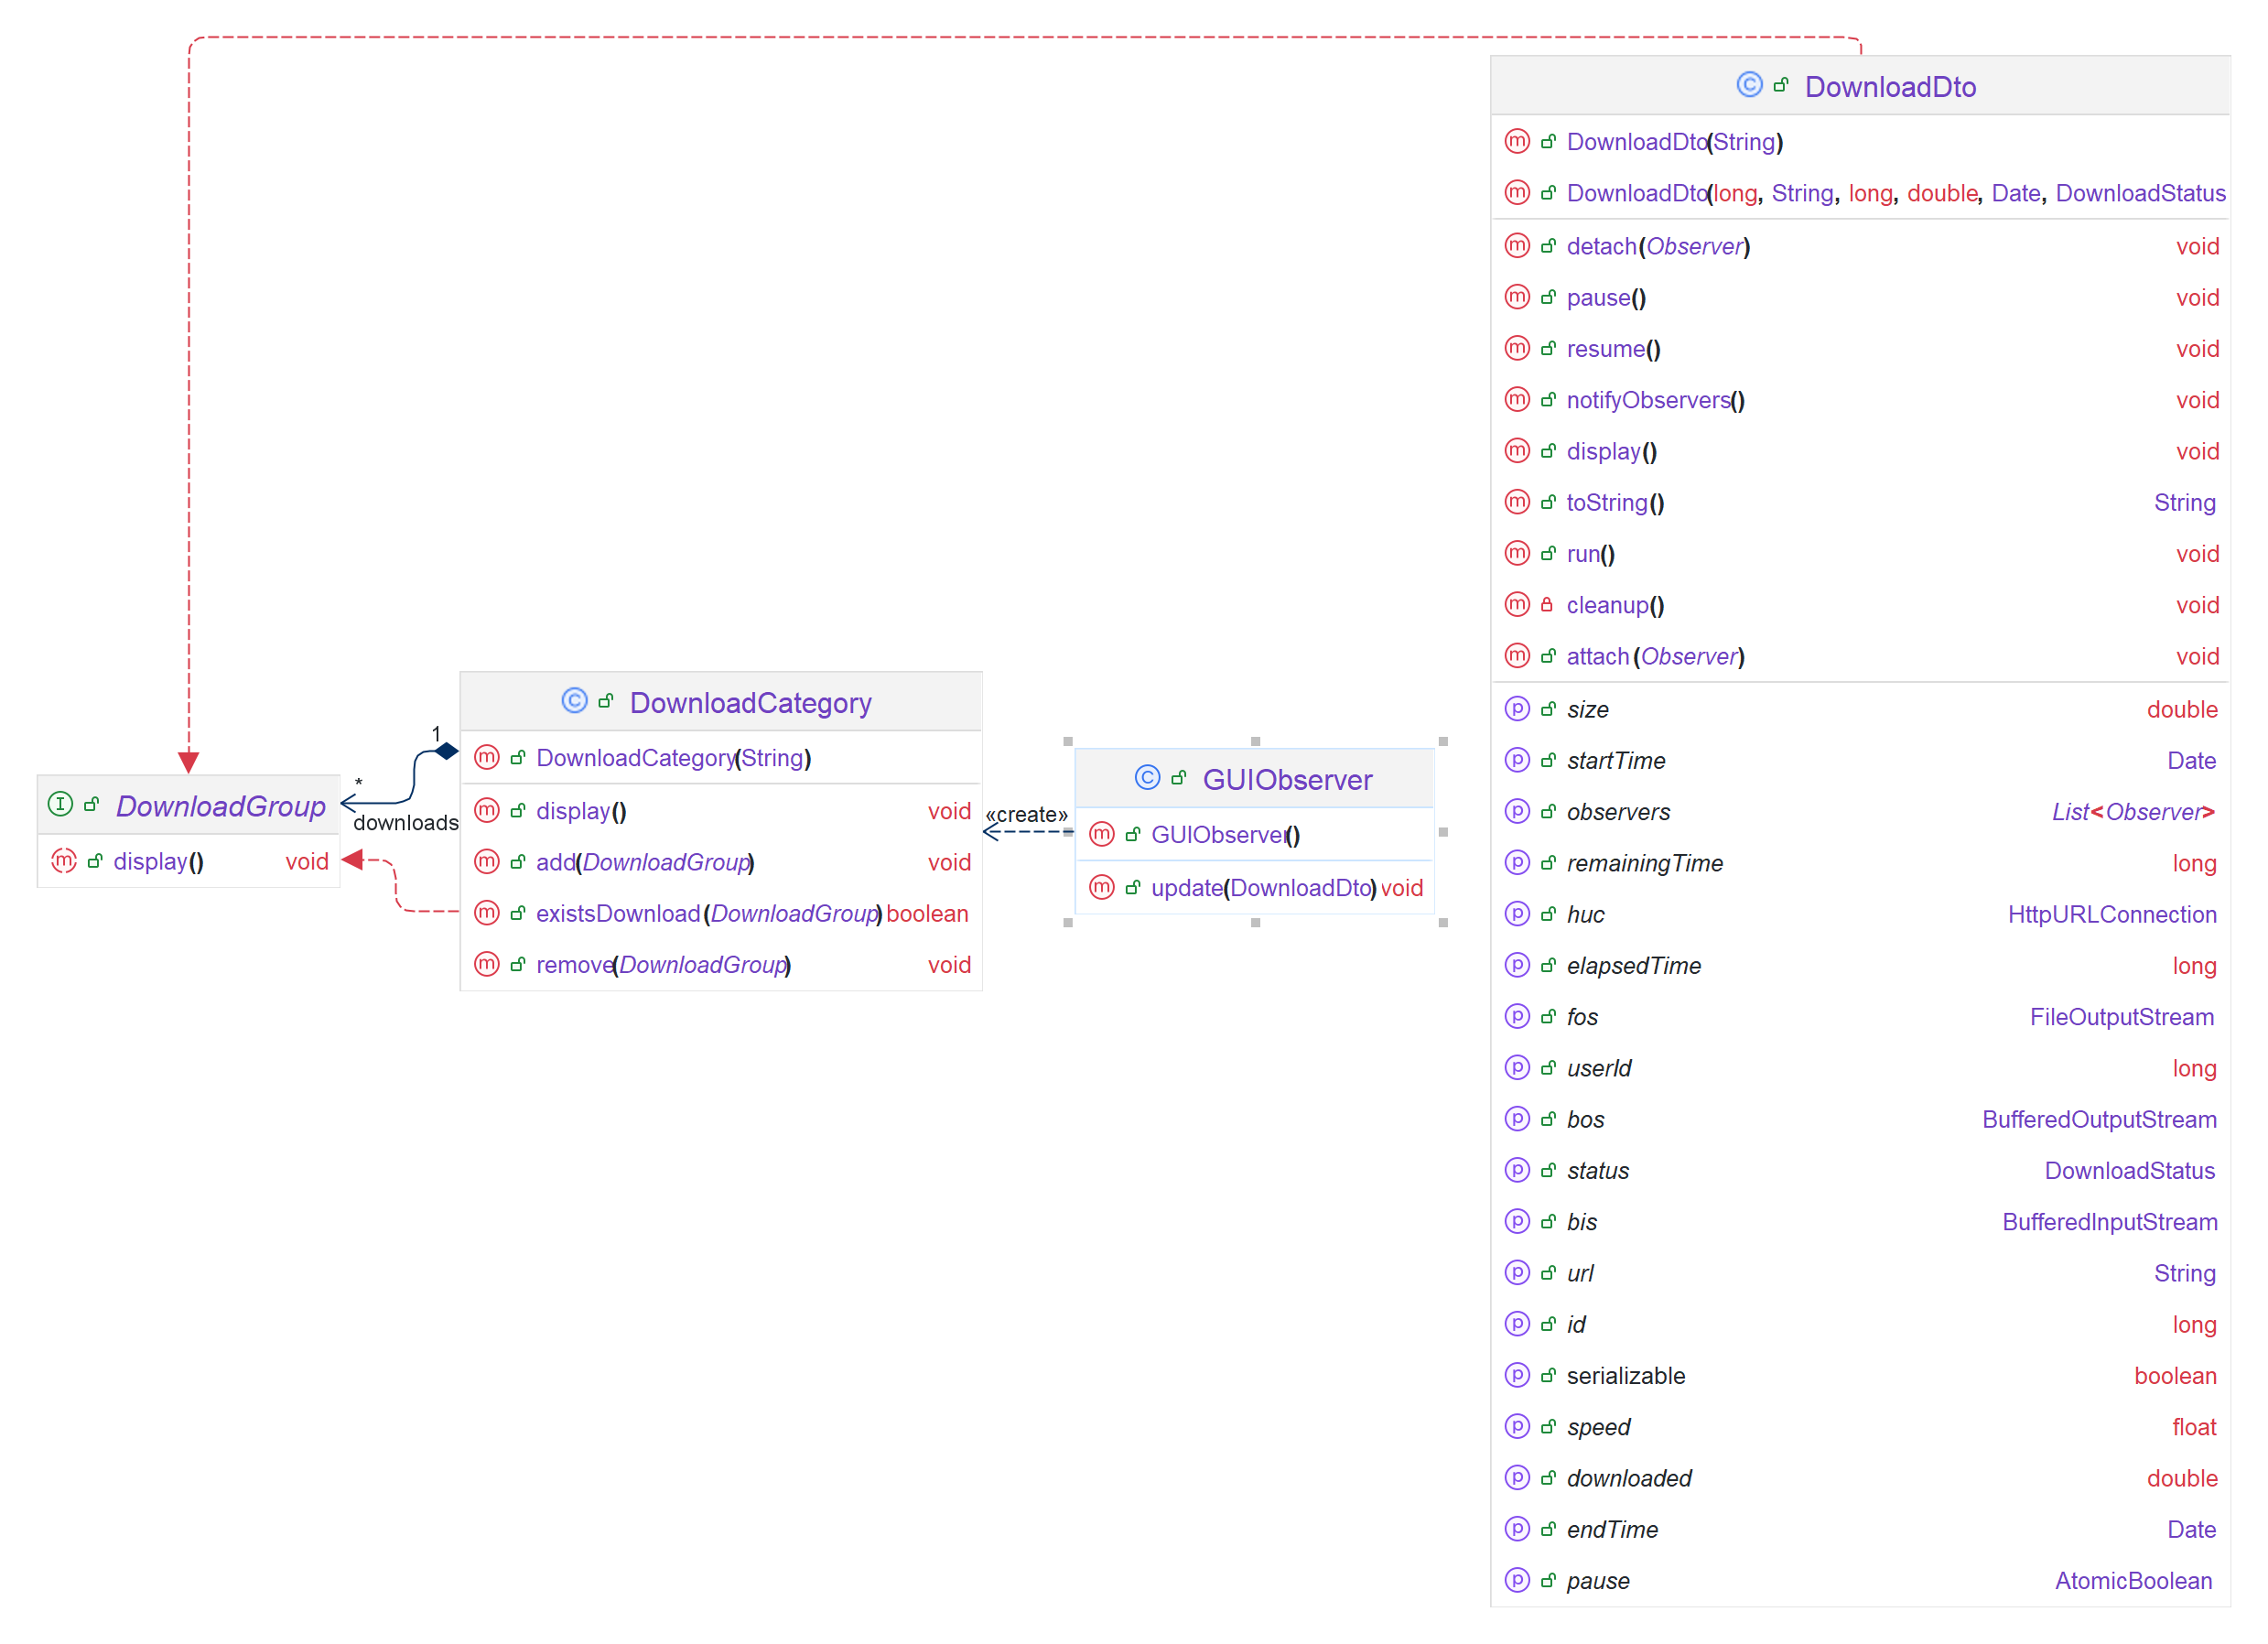 DownloadDto
DownloadDto(String)
DownloadDto(long, String, long, double, Date, DownloadStatus
detach(Observer) void
pause() void
resume() void
notifyObservers() void
display() void
toString() String
run() void
cleanup() void
attach(Observer) void
size double
startTime Date
observers List<Observer>
remainingTime long
huc HttpURLConnection
elapsedTime long
fos FileOutputStream
userId long
bos BufferedOutputStream
status DownloadStatus
bis BufferedInputStream
url String
id long
serializable boolean
speed float
downloaded double
endTime Date
pause AtomicBoolean
DownloadCategory
DownloadCategory(String)
display() void
add(DownloadGroup) void
existsDownload(DownloadGroup) boolean
remove(DownloadGroup) void
1
*
downloads
DownloadGroup
display() void
«create»
GUIObserver
GUIObserver()
update(DownloadDto) void